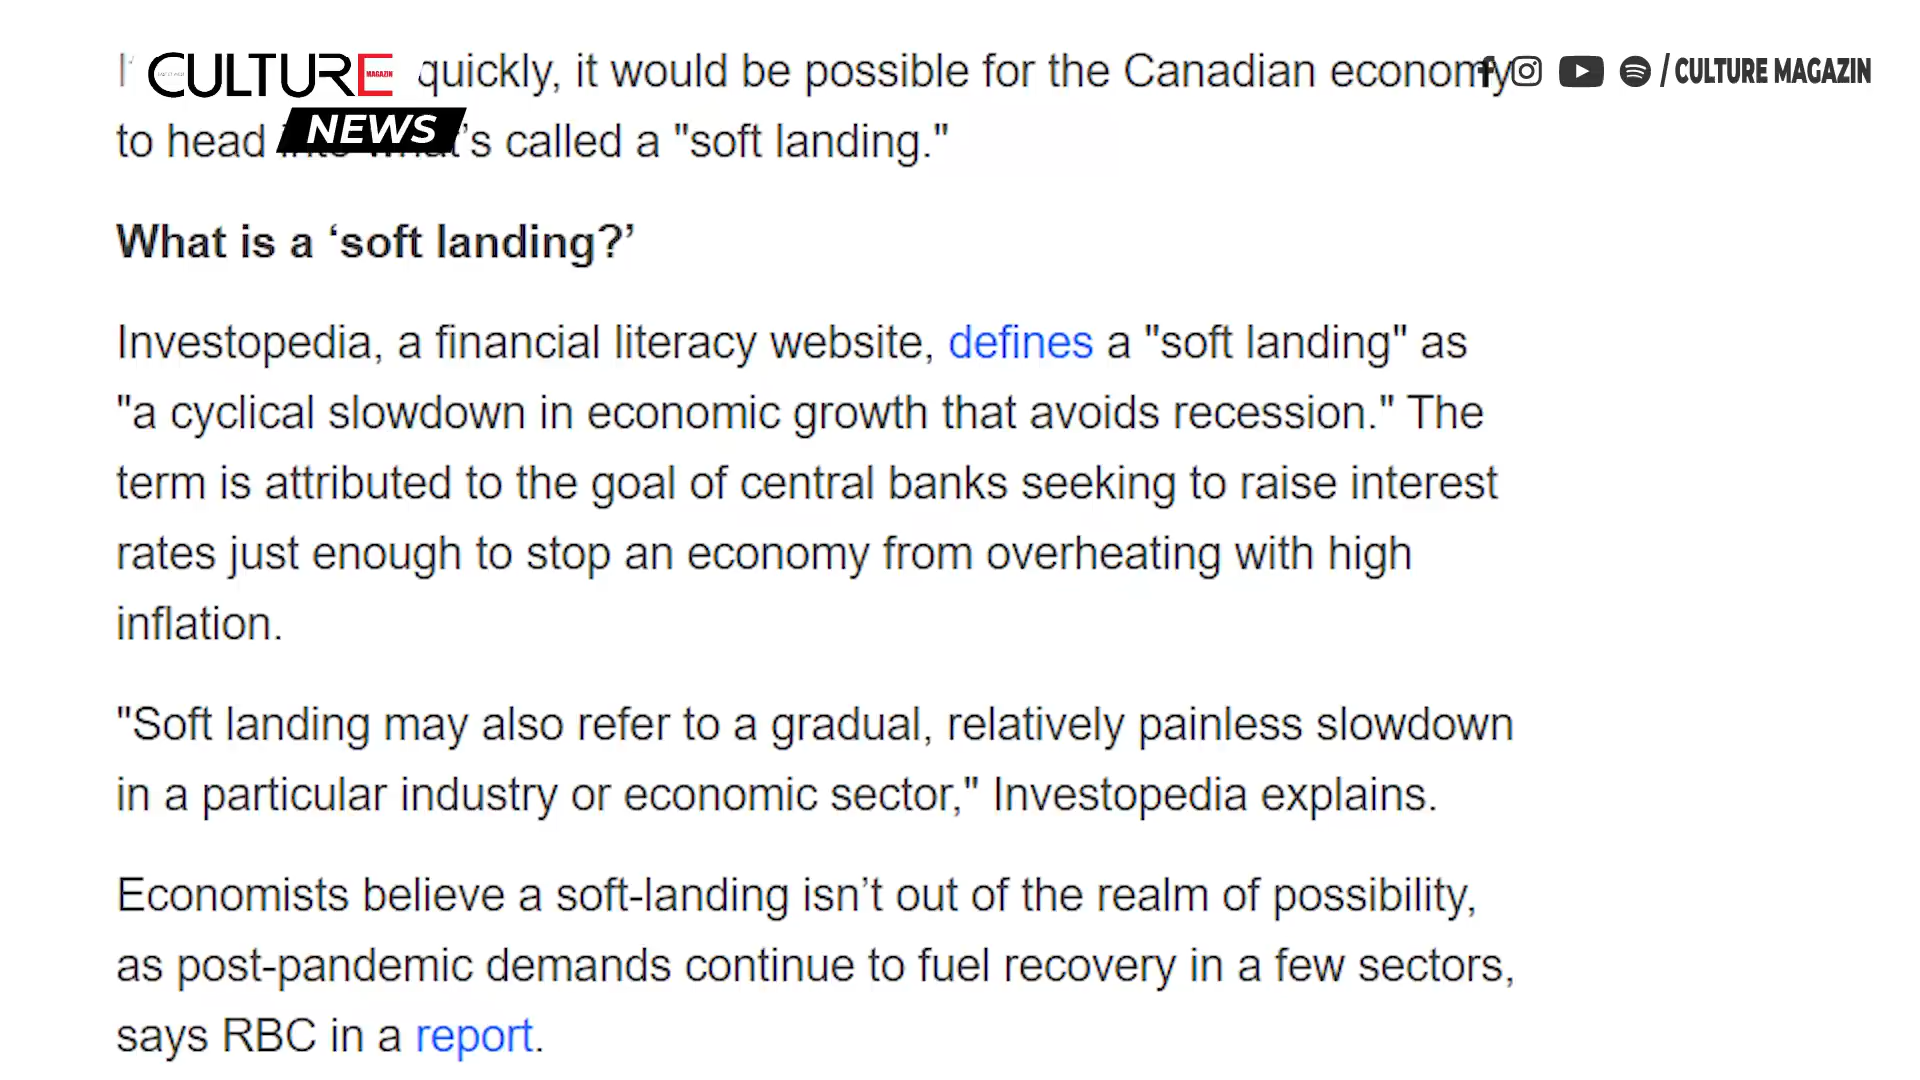 CULTURE
MAGAZIN
NEWS
/ CULTURE MAGAZIN
quickly, it would be possible for the Canadian economy
to head into what’s called a "soft landing."
What is a ‘soft landing?’
Investopedia, a financial literacy website, defines a "soft landing" as
"a cyclical slowdown in economic growth that avoids recession." The
term is attributed to the goal of central banks seeking to raise interest
rates just enough to stop an economy from overheating with high
inflation.
"Soft landing may also refer to a gradual, relatively painless slowdown
in a particular industry or economic sector," Investopedia explains.
Economists believe a soft-landing isn’t out of the realm of possibility,
as post-pandemic demands continue to fuel recovery in a few sectors,
says RBC in a report.